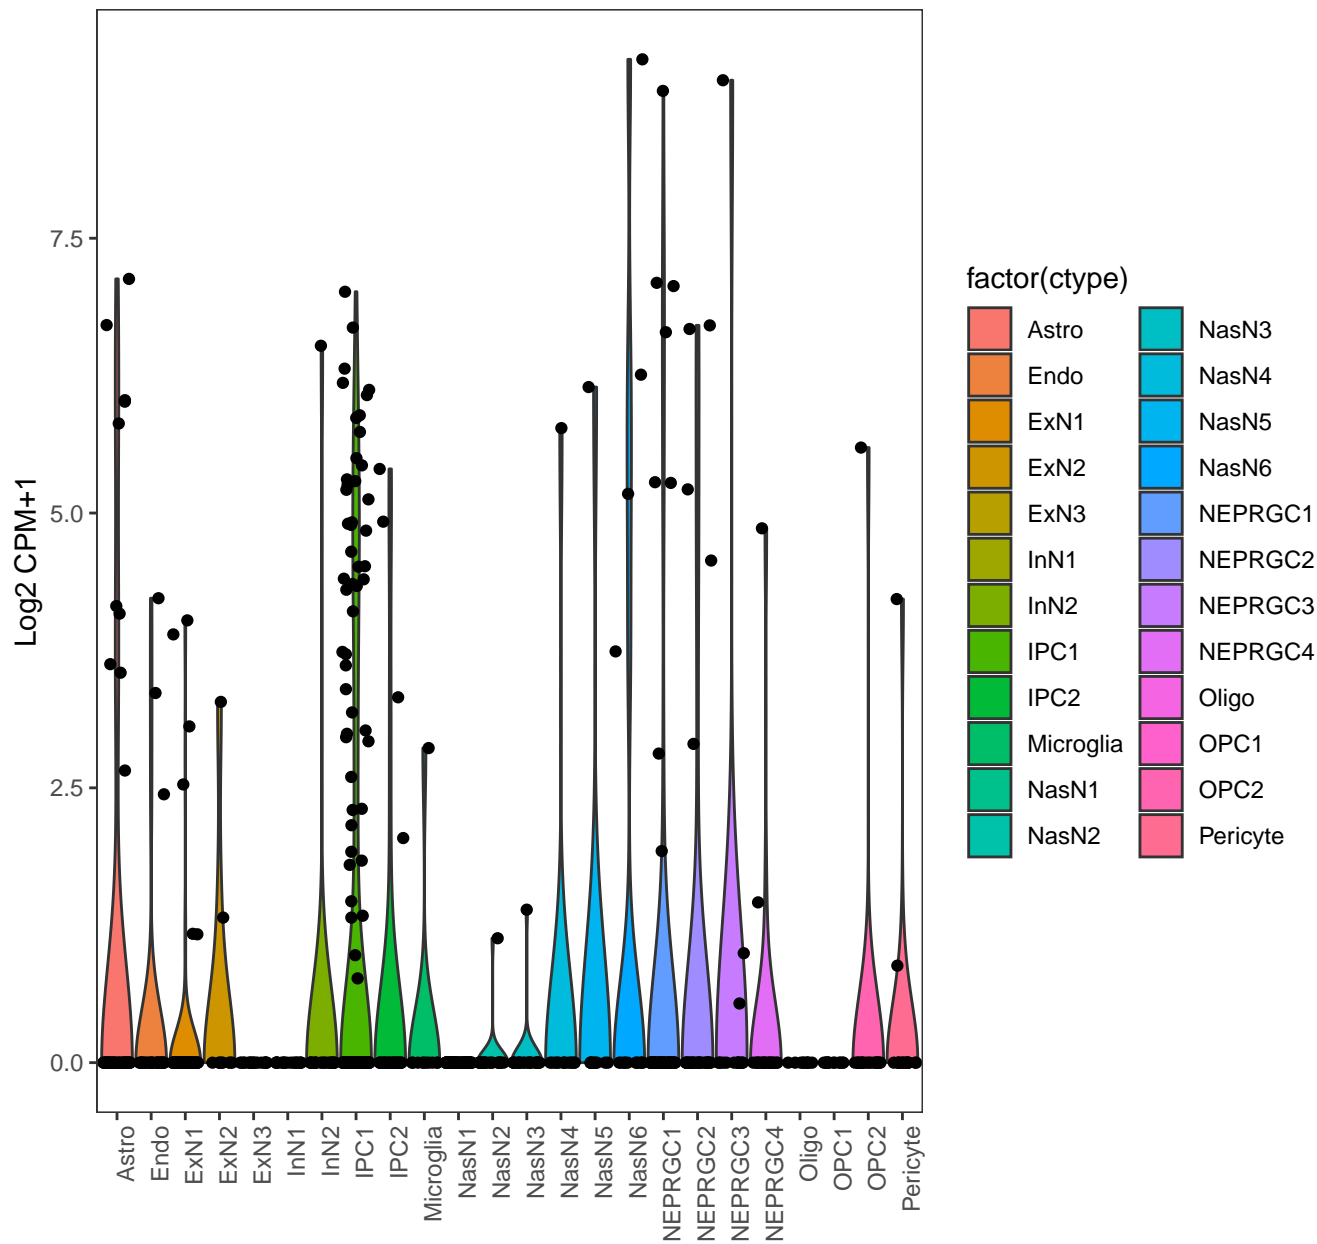 Log2 CPM+1
7.5
5.0
2.5
0.0
Astro
Endo
ExN1
ExN2
ExN3
InN1
InN2
IPC1
IPC2
Microglia
NasN1
NasN2
NasN3
NasN4
NasN5
NasN6
NEPRGC1
NEPRGC2
NEPRGC3
NEPRGC4
Oligo
OPC1
OPC2
Pericyte
factor(ctype)
Astro
Endo
ExN1
ExN2
ExN3
InN1
InN2
IPC1
IPC2
Microglia
NasN1
NasN2
NasN3
NasN4
NasN5
NasN6
NEPRGC1
NEPRGC2
NEPRGC3
NEPRGC4
Oligo
OPC1
OPC2
Pericyte